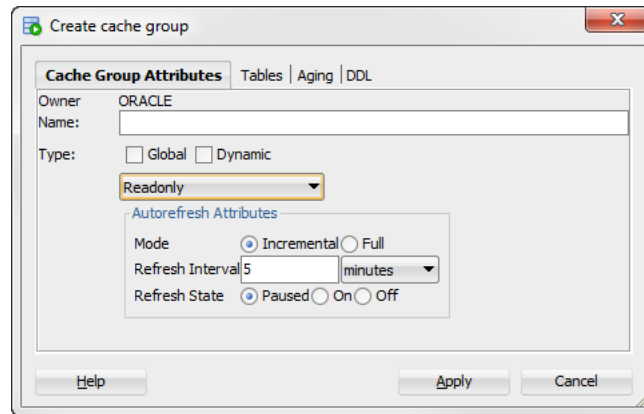 Create cache group
Cache Group Attributes Tables Aging DDL
Owner ORACLE
Name:
Type: Global Dynamic
Readonly
Autorefresh Attributes
Mode Incremental Full
Refresh Interval 5 minutes
Refresh State Paused On Off
Help Apply Cancel